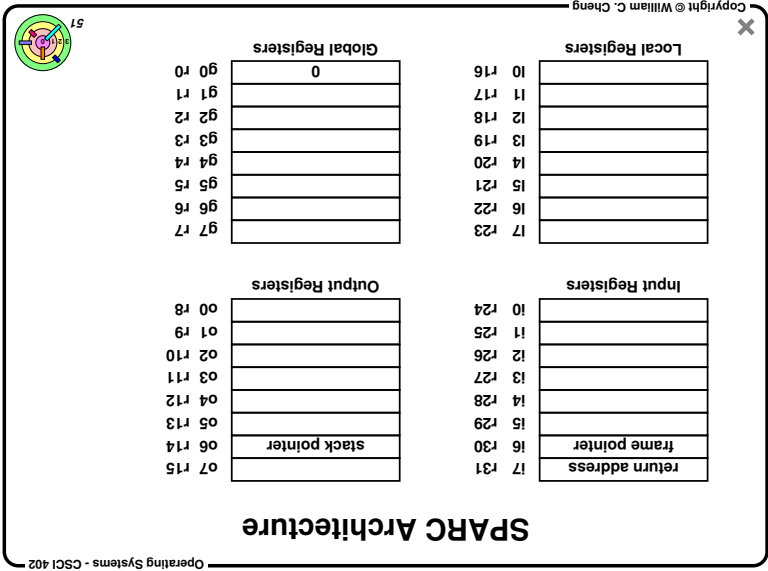 Operating Systems - CSCI 402
SPARC Architecture
return address i7 r31
frame pointer i6 r30
i5 r29
i4 r28
i3 r27
i2 r26
i1 r25
i0 r24
Input Registers
o7 r15
stack pointer o6 r14
o5 r13
o4 r12
o3 r11
o2 r10
o1 r9
o0 r8
Output Registers
l7 r23
l6 r22
l5 r21
l4 r20
l3 r19
l2 r18
l1 r17
l0 r16
Local Registers
g7 r7
g6 r6
g5 r5
g4 r4
g3 r3
g2 r2
g1 r1
0 g0 r0
Global Registers
51
Copyright © William C. Cheng